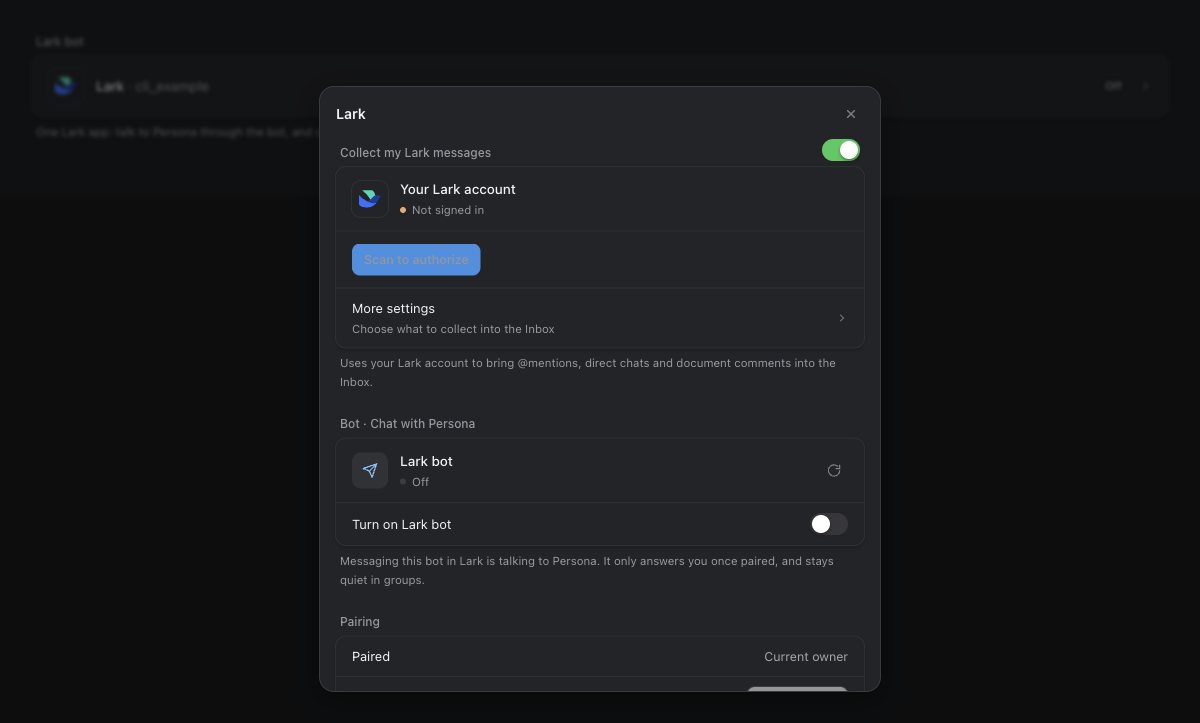 Lark bot
Lark · cli_example
Off
One Lark app: talk to Persona through the bot, and
Lark
Collect my Lark messages
Your Lark account
Not signed in
Scan to authorize
More settings
Choose what to collect into the Inbox
Uses your Lark account to bring @mentions, direct chats and document comments into the
Inbox.
Bot · Chat with Persona
Lark bot
Off
Turn on Lark bot
Messaging this bot in Lark is talking to Persona. It only answers you once paired, and stays
quiet in groups.
Pairing
Paired
Current owner